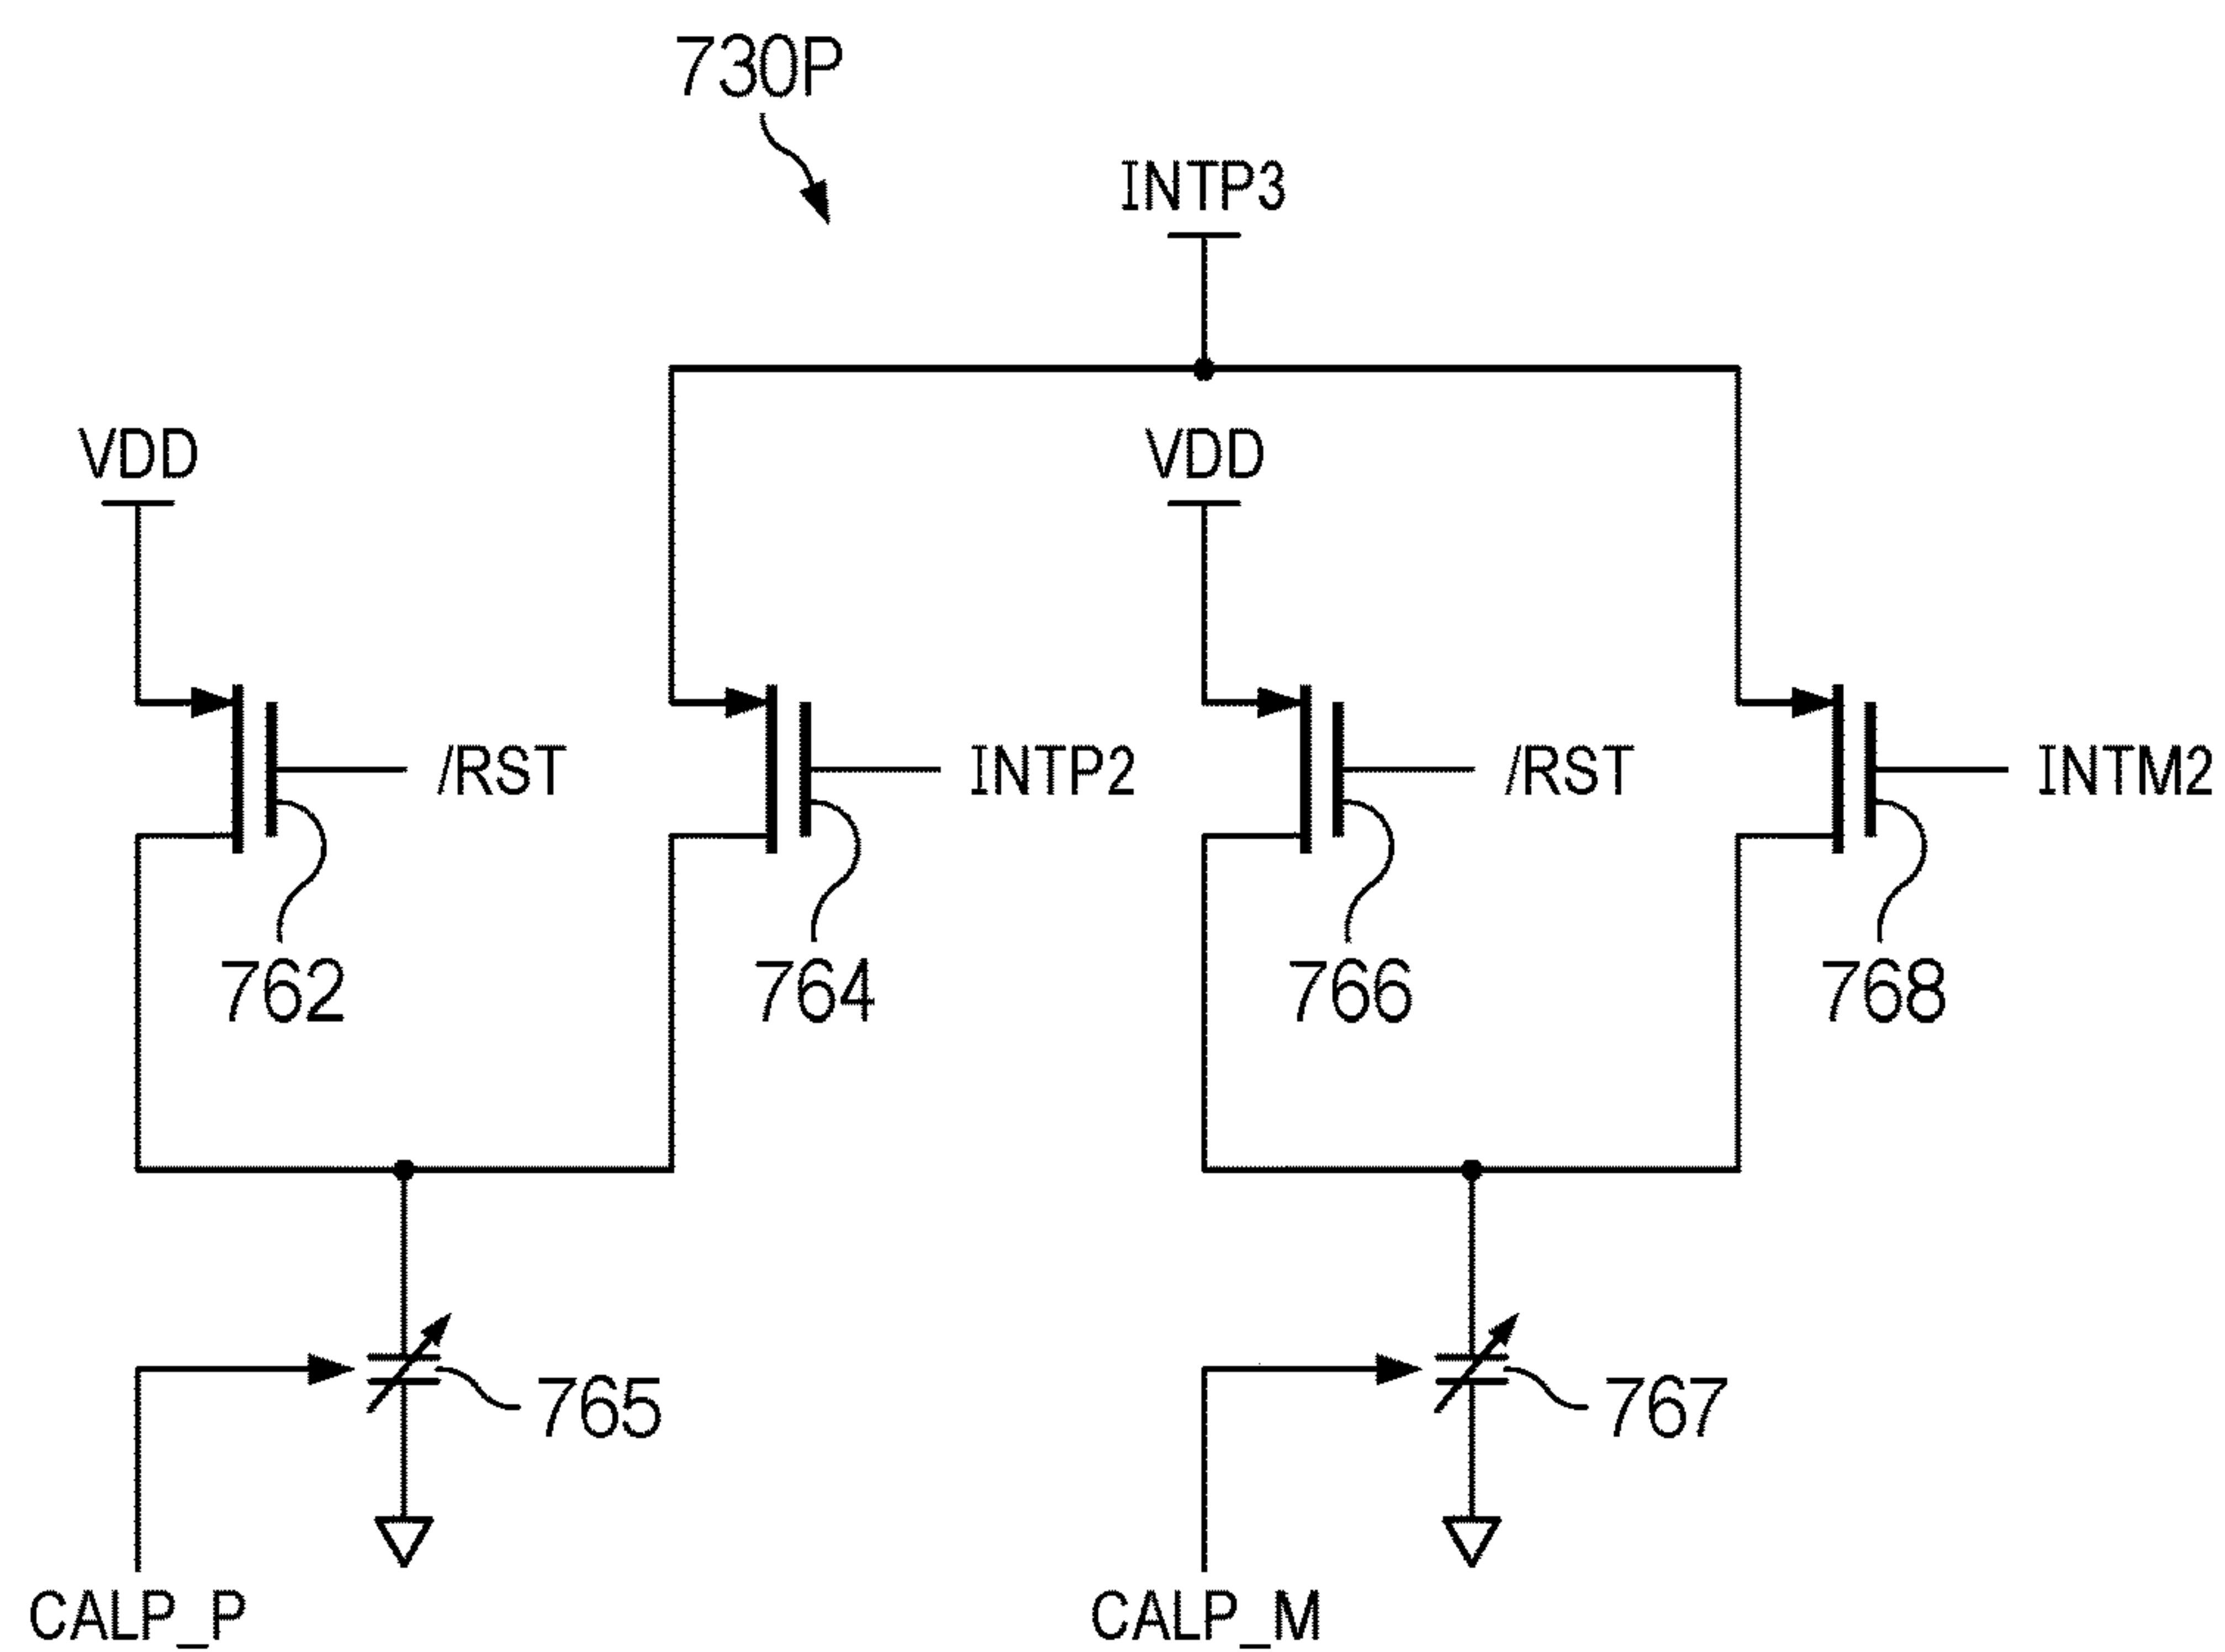 730P
INTP3
VDD
VDD
/RST
INTP2
/RST
INTM2
762
764
766
768
765
767
CALP_P
CALP_M